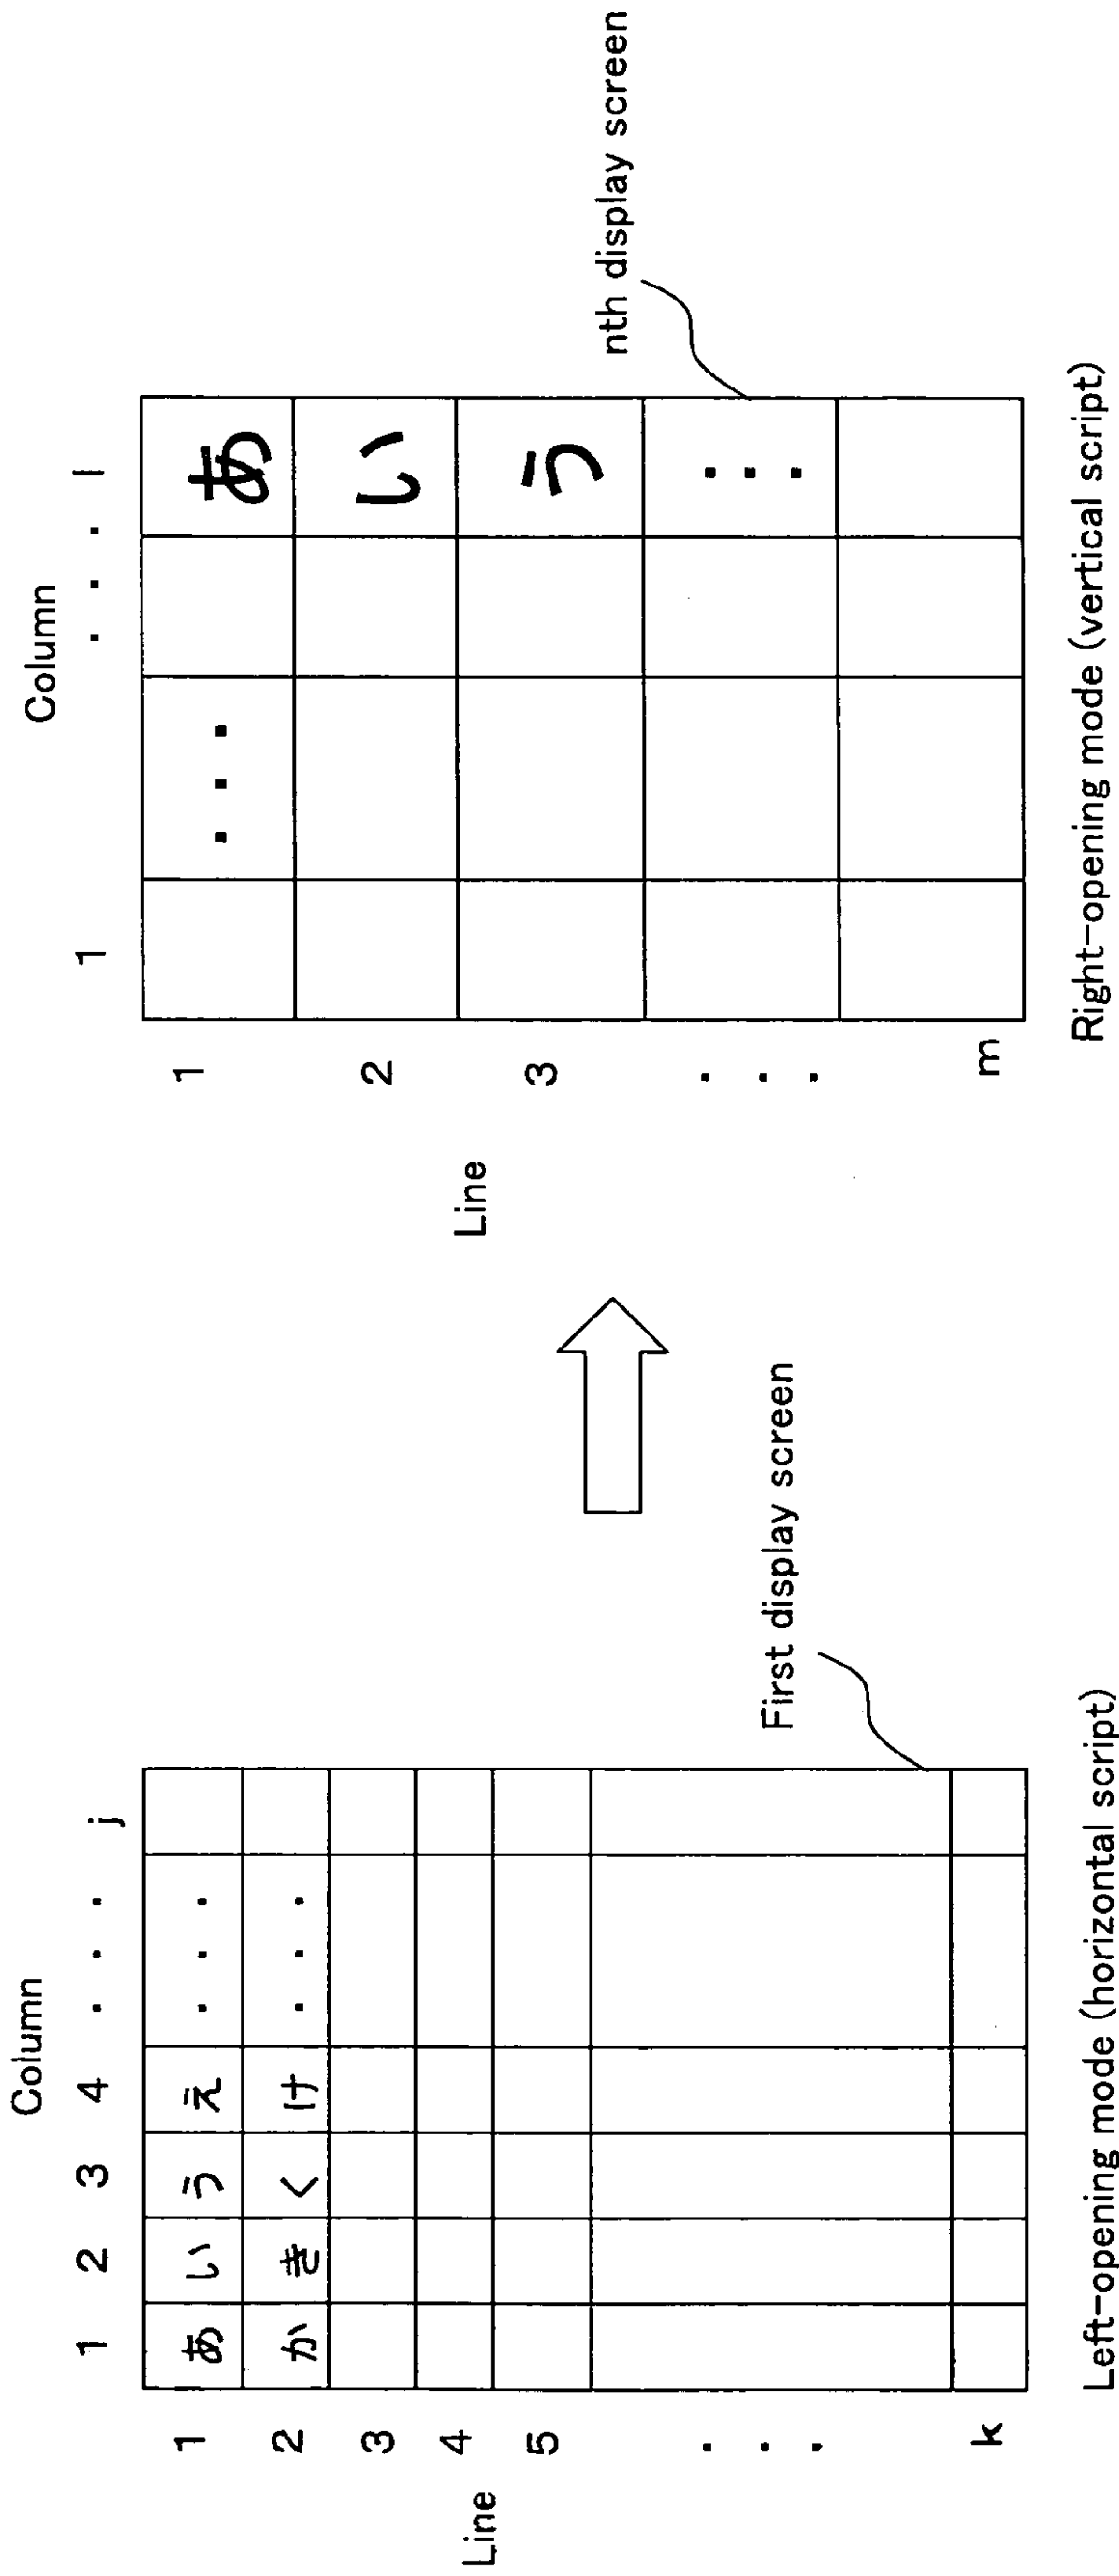 Column
1 2 3 4 . . . j
Line
1 あ い う え . . .
2 か き く け . . .
3
4
5
. . .
k
First display screen
Left-opening mode (horizontal script)
Column
1 . . . l
Line
1 . . . あ
2 い
3 う
. . . . . .
m
nth display screen
Right-opening mode (vertical script)